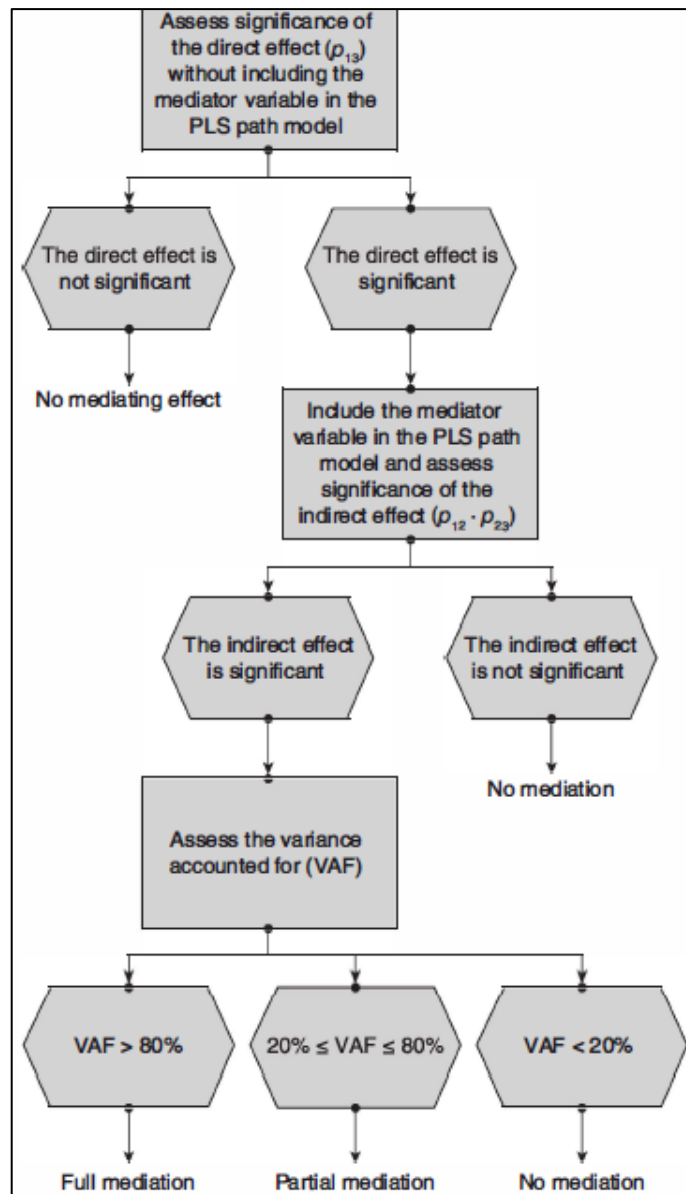 Assess significance of
the direct effect (p13)
without including the
mediator variable in the
PLS path model
The direct effect is
not significant
The direct effect is
significant
No mediating effect
Include the mediator
variable in the PLS path
model and assess
significance of the
indirect effect (p12 · p23)
The indirect effect
is significant
The indirect effect
is not significant
No mediation
Assess the variance
accounted for (VAF)
VAF > 80%
20% ≤ VAF ≤ 80%
VAF < 20%
Full mediation
Partial mediation
No mediation